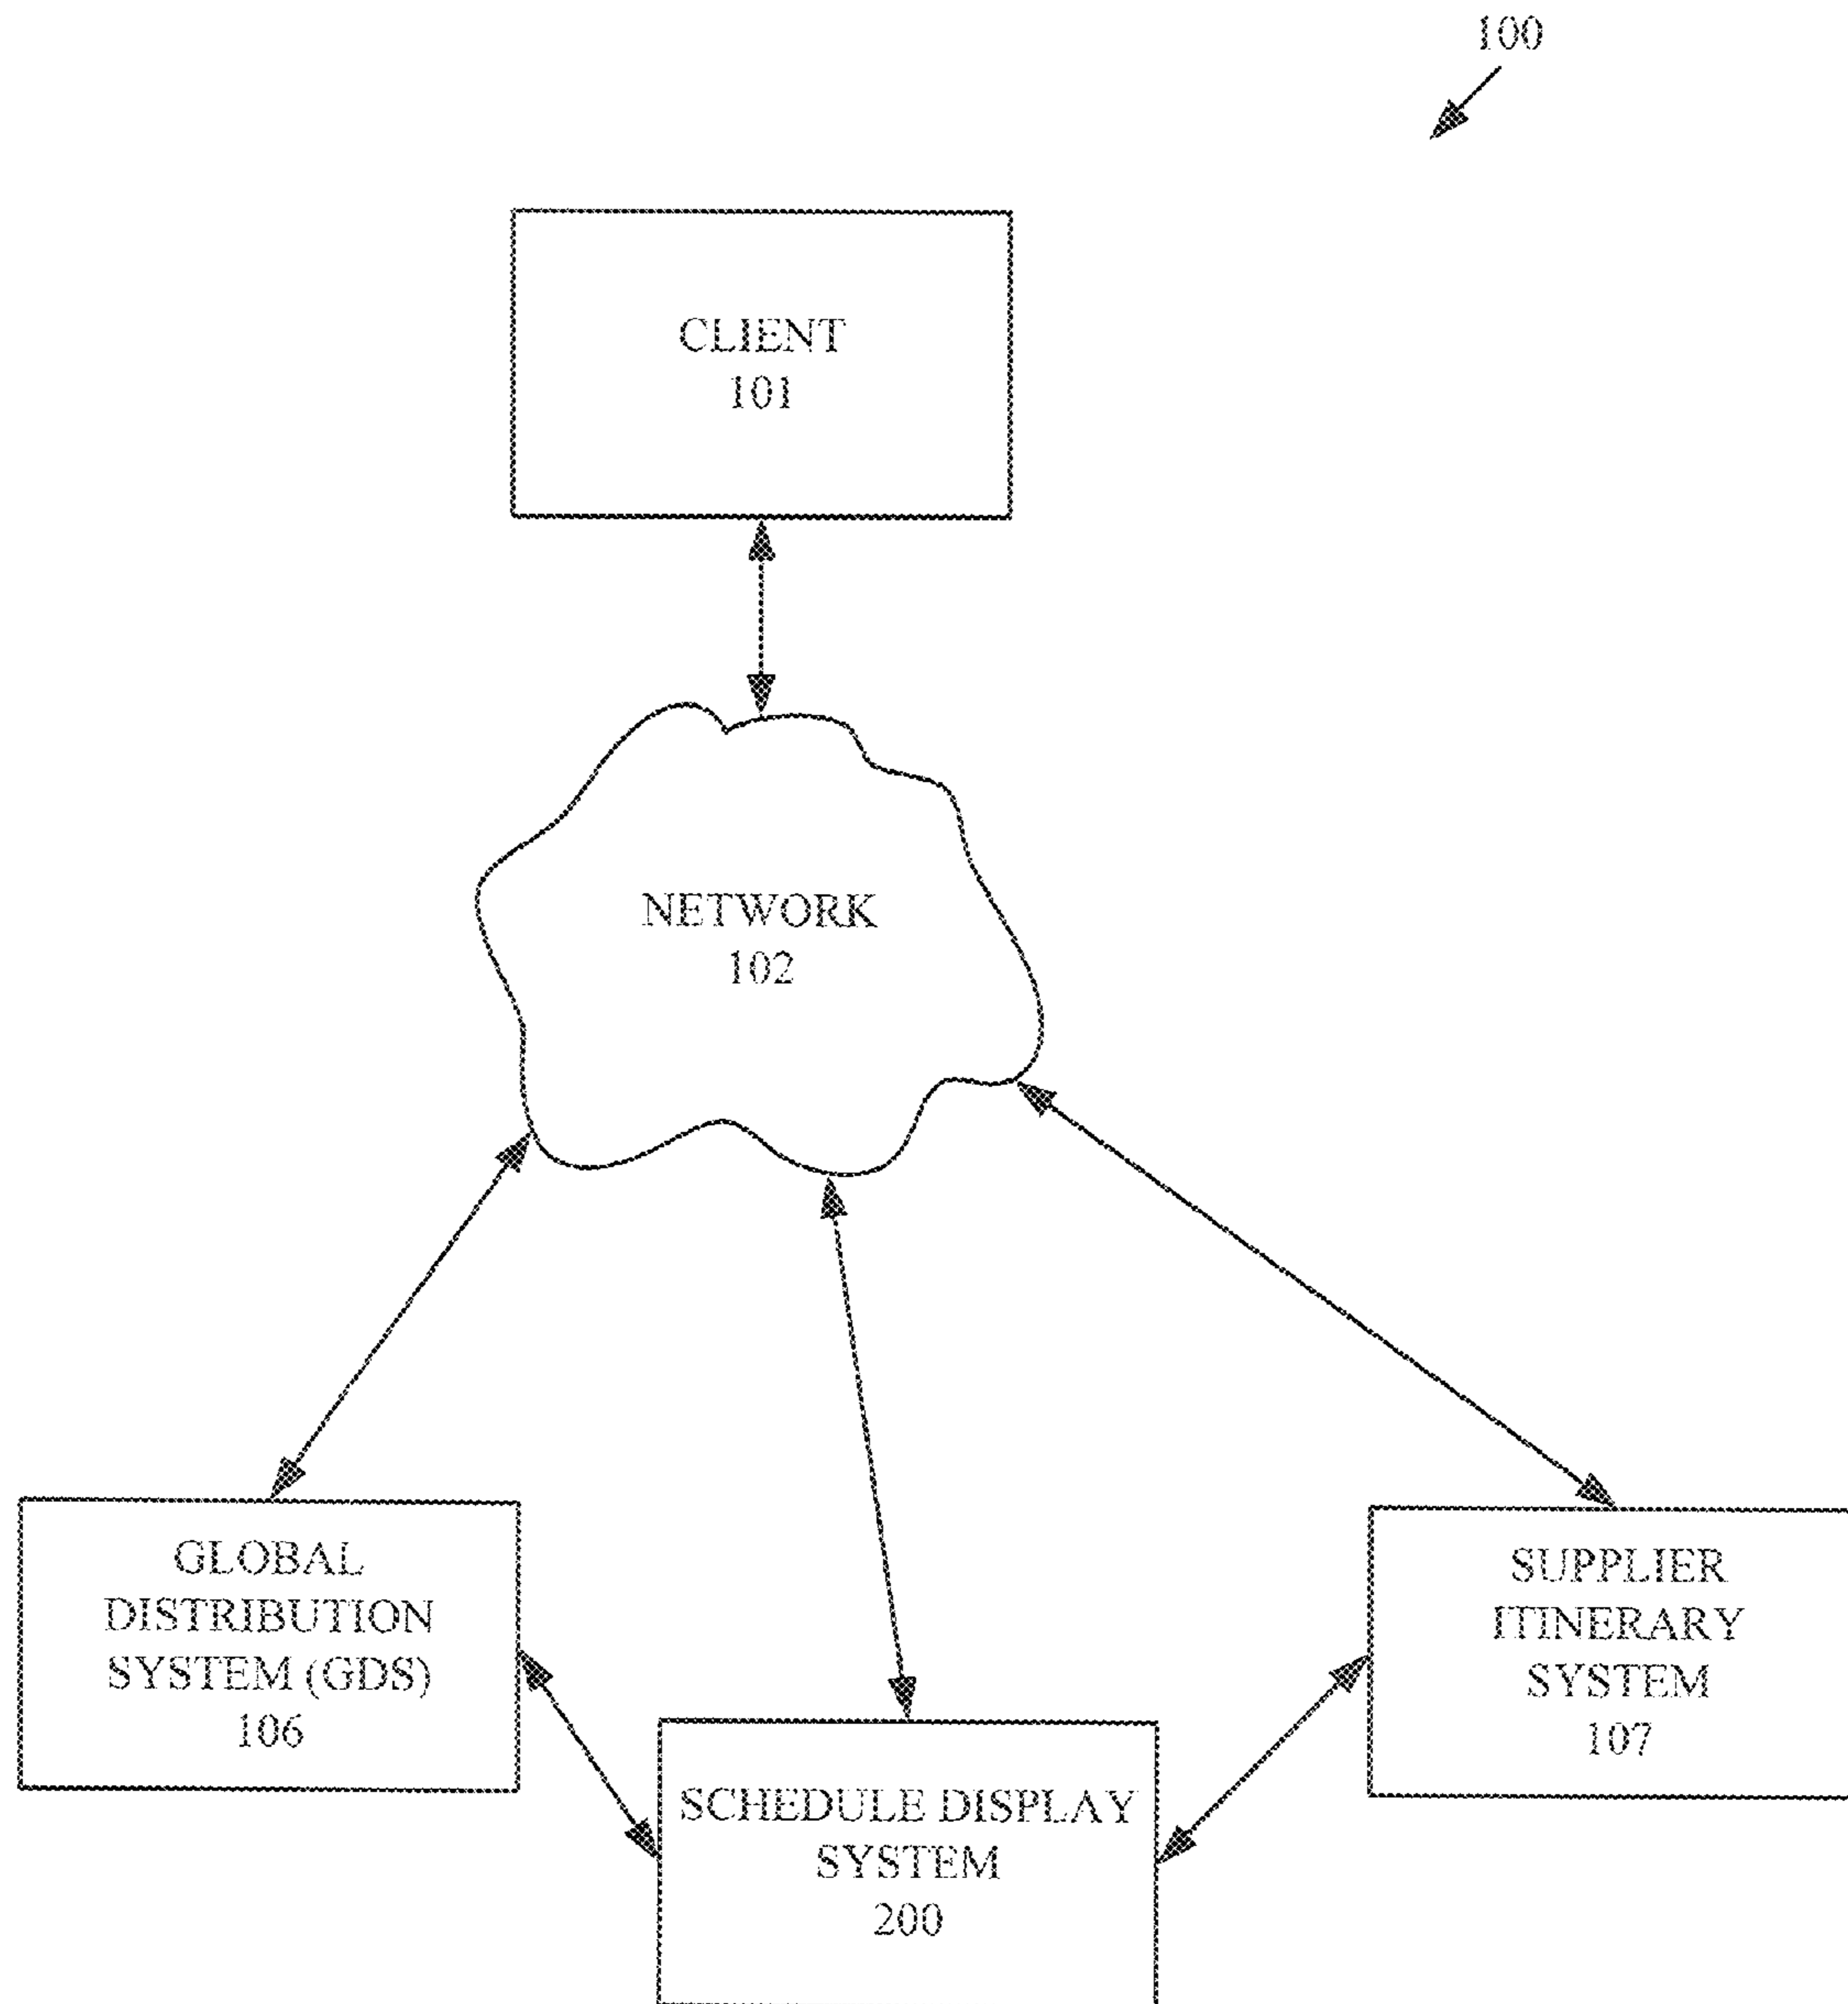 100
CLIENT
101
NETWORK
102
GLOBAL
DISTRIBUTION
SYSTEM (GDS)
106
SUPPLIER
ITINERARY
SYSTEM
107
SCHEDULE DISPLAY
SYSTEM
200